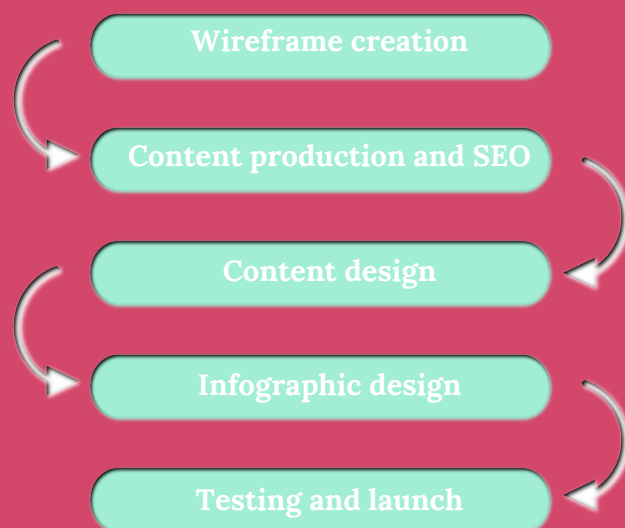 Wireframe creation
Content production and SEO
Content design
Infographic design
Testing and launch